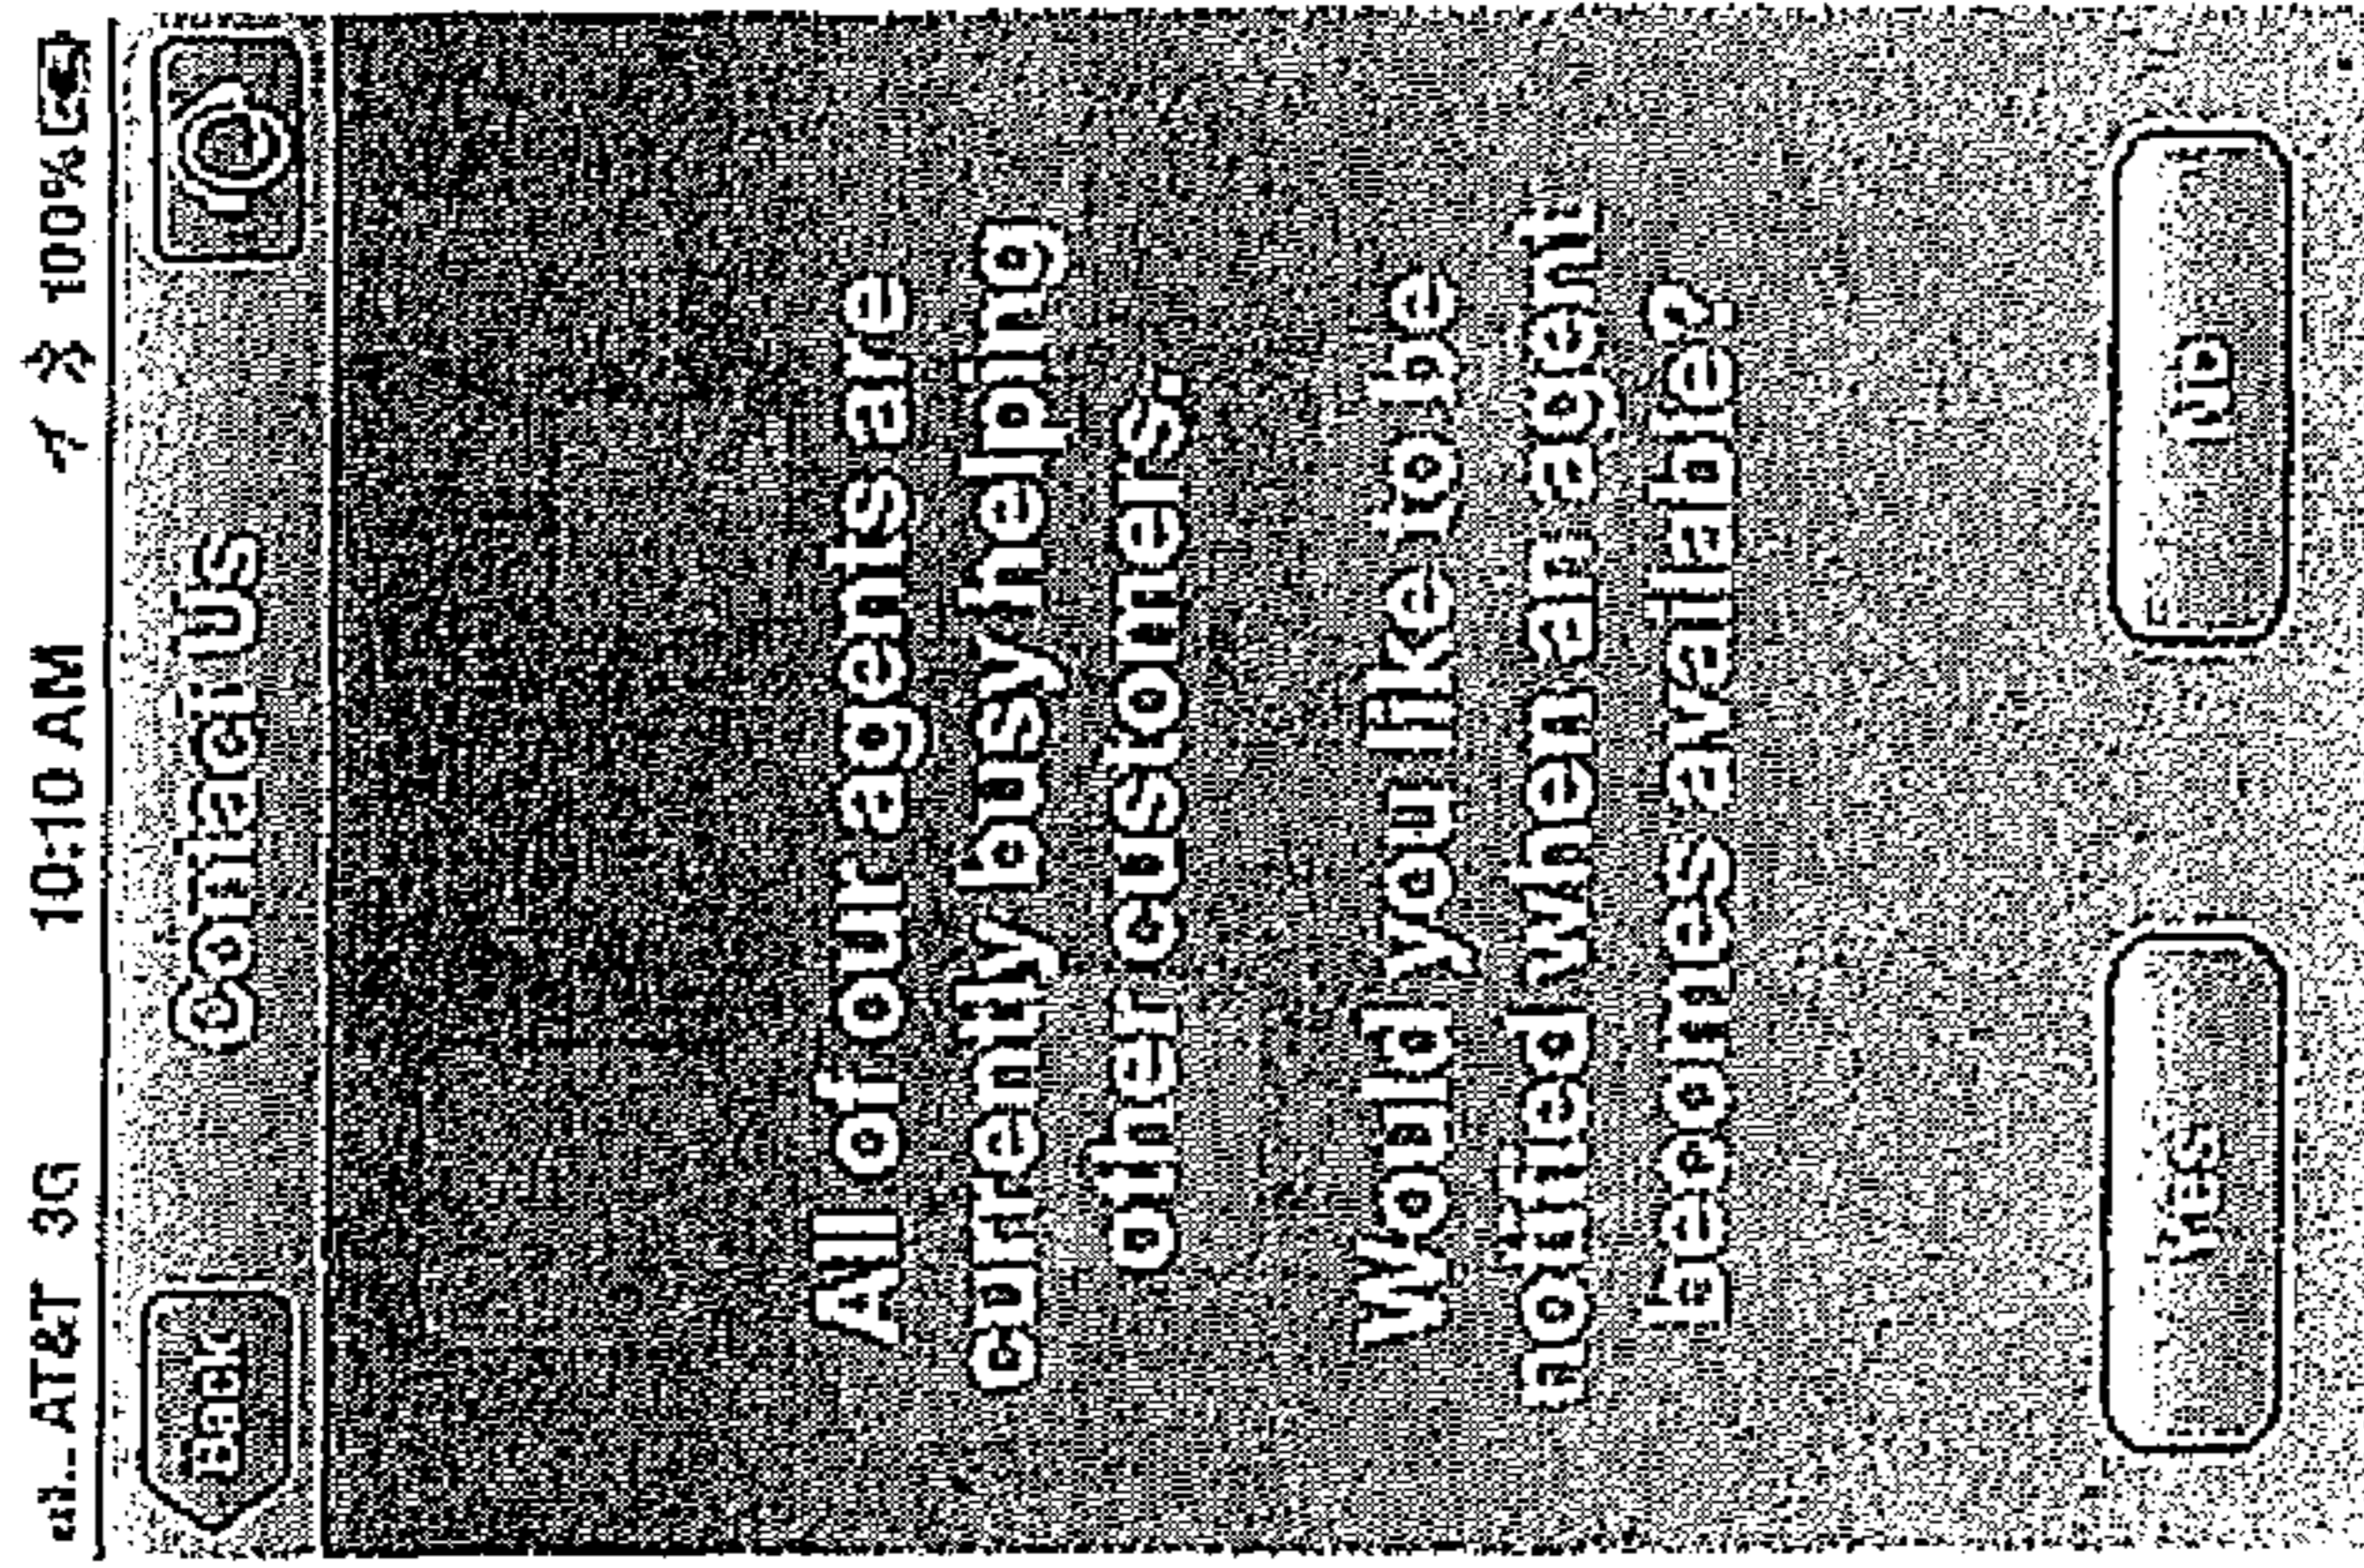 AT&T 3G 10:10 AM 100%
Back Contact Us
All of our agents are
currently busy helping
other customers.
Would you like to be
notified when an agent
becomes available?
Yes No